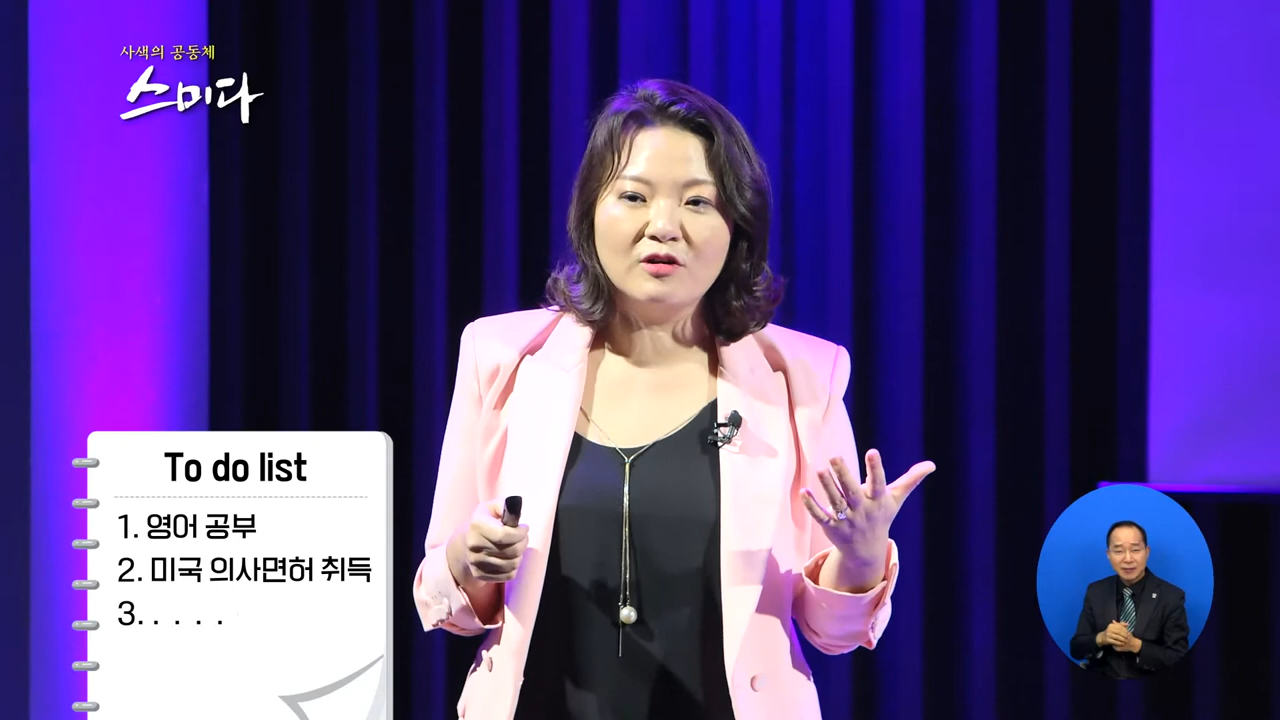 사색의 공동체
스미다
To do list
1. 영어 공부
2. 미국 의사면허 취득
3. . . . .